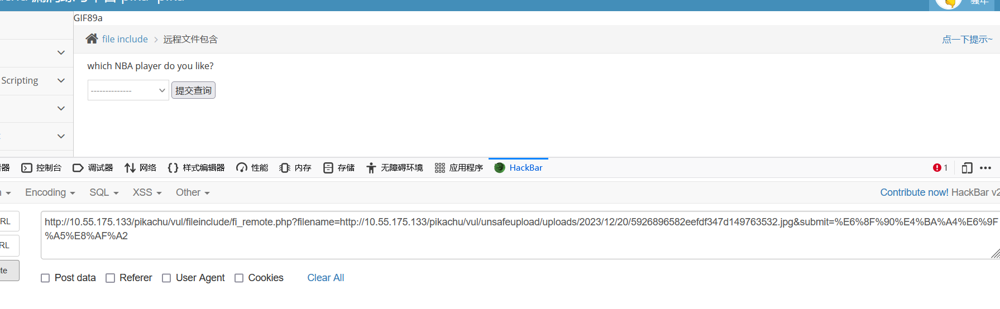 GIF89a
file include > 远程文件包含
点一下提示~
which NBA player do you like?
Scripting
-------------- 提交查询
控制台 调试器 网络 样式编辑器 性能 内存 存储 无障碍环境 应用程序 HackBar 1
Encoding SQL XSS Other Contribute now! HackBar v2
RL
http://10.55.175.133/pikachu/vul/fileinclude/fi_remote.php?filename=http://10.55.175.133/pikachu/vul/unsafeupload/uploads/2023/12/20/5926896582eefdf347d149763532.jpg&submit=%E6%8F%90%E4%BA%A4%E6%9F
%A5%E8%AF%A2
RL
te
Post data Referer User Agent Cookies Clear All